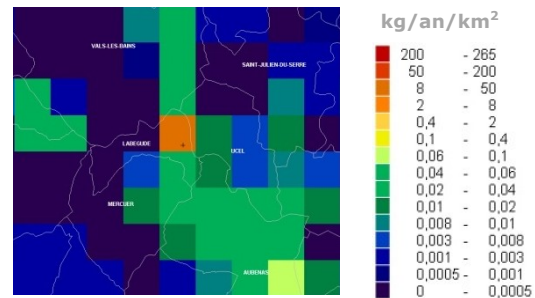 kg/an/km²
VALS-LES-BAINS
SAINT-JULIEN-DU-SERRE
LABEGUDE
UCEL
MERCUER
AUBENAS
200 - 265
50 - 200
8 - 50
2 - 8
0,4 - 2
0,1 - 0,4
0,06 - 0,1
0,04 - 0,06
0,02 - 0,04
0,01 - 0,02
0,008 - 0,01
0,003 - 0,008
0,001 - 0,003
0,0005 - 0,001
0 - 0,0005